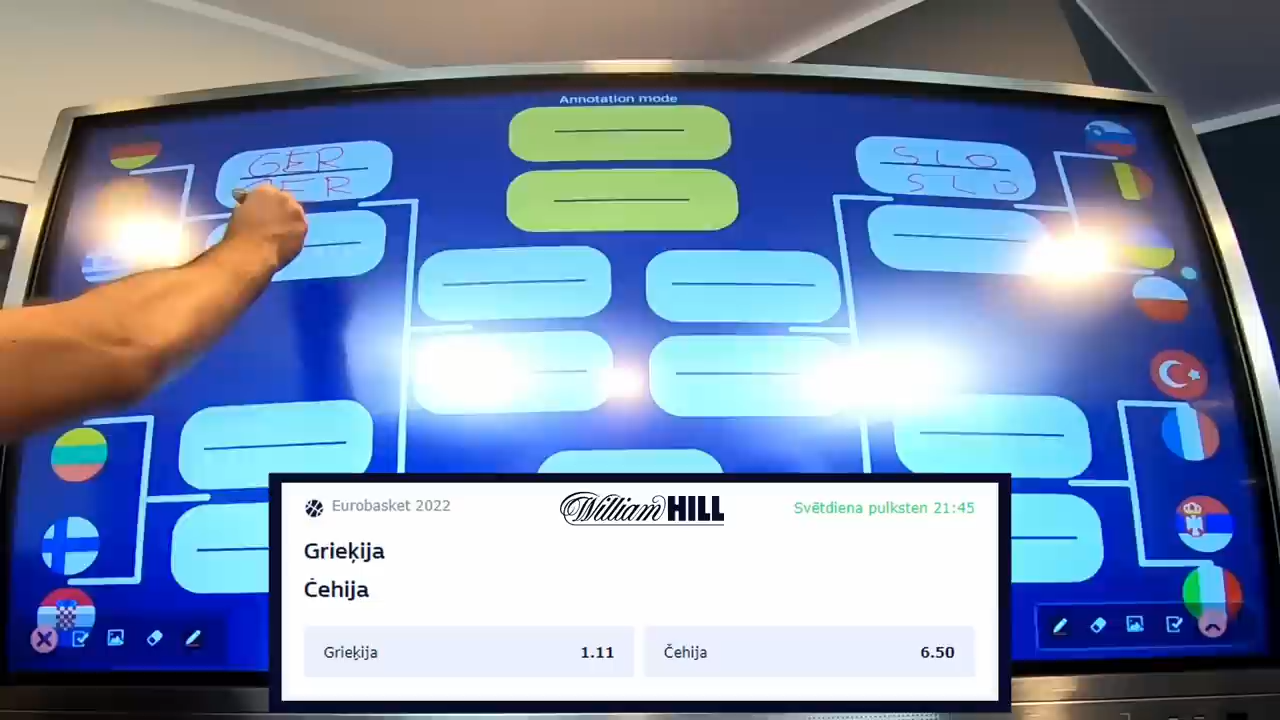 Annotation mode
GER
GER
SLO
SLO
Eurobasket 2022
William HILL
Svētdiena pulksten 21:45
Grieķija
Čehija
Grieķija 1.11
Čehija 6.50